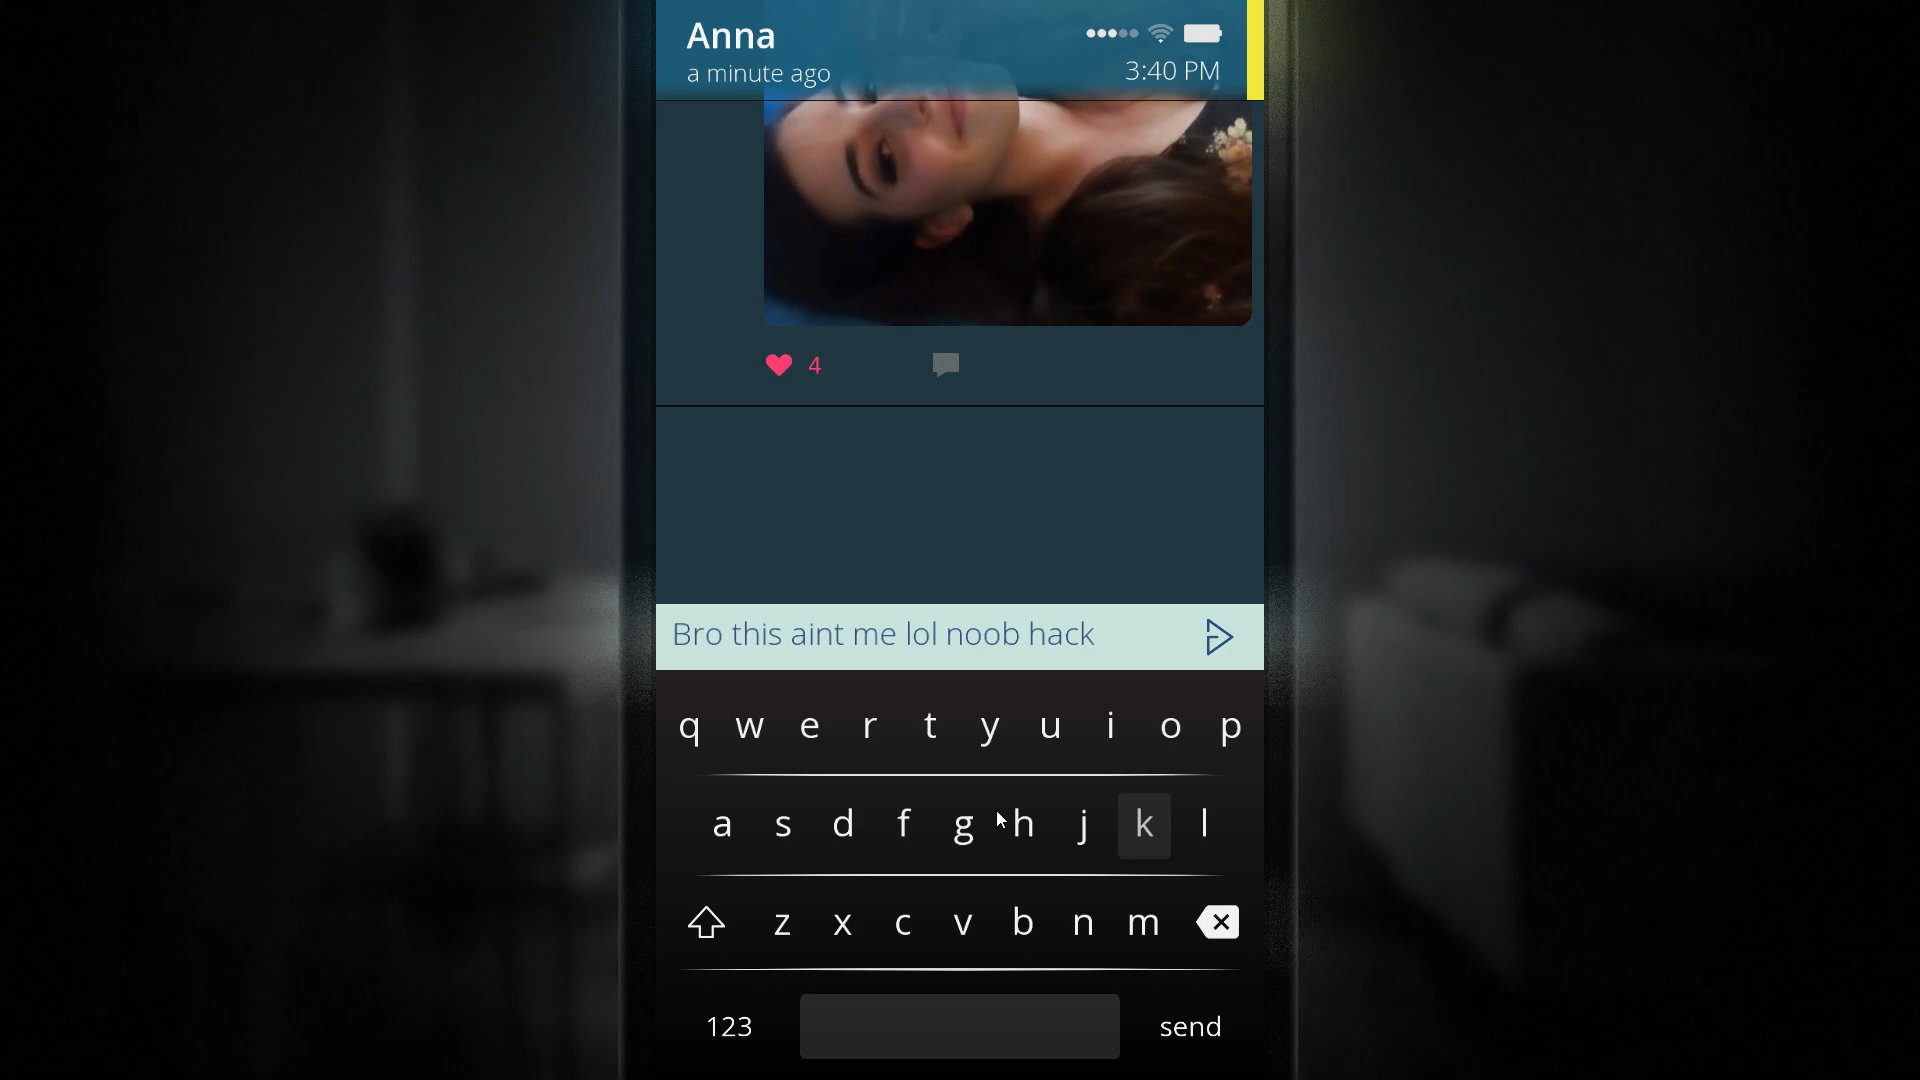 Anna
a minute ago
3:40 PM
4
Bro this aint me lol noob hack
q w e r t y u i o p
a s d f g h j k l
z x c v b n m
123 send